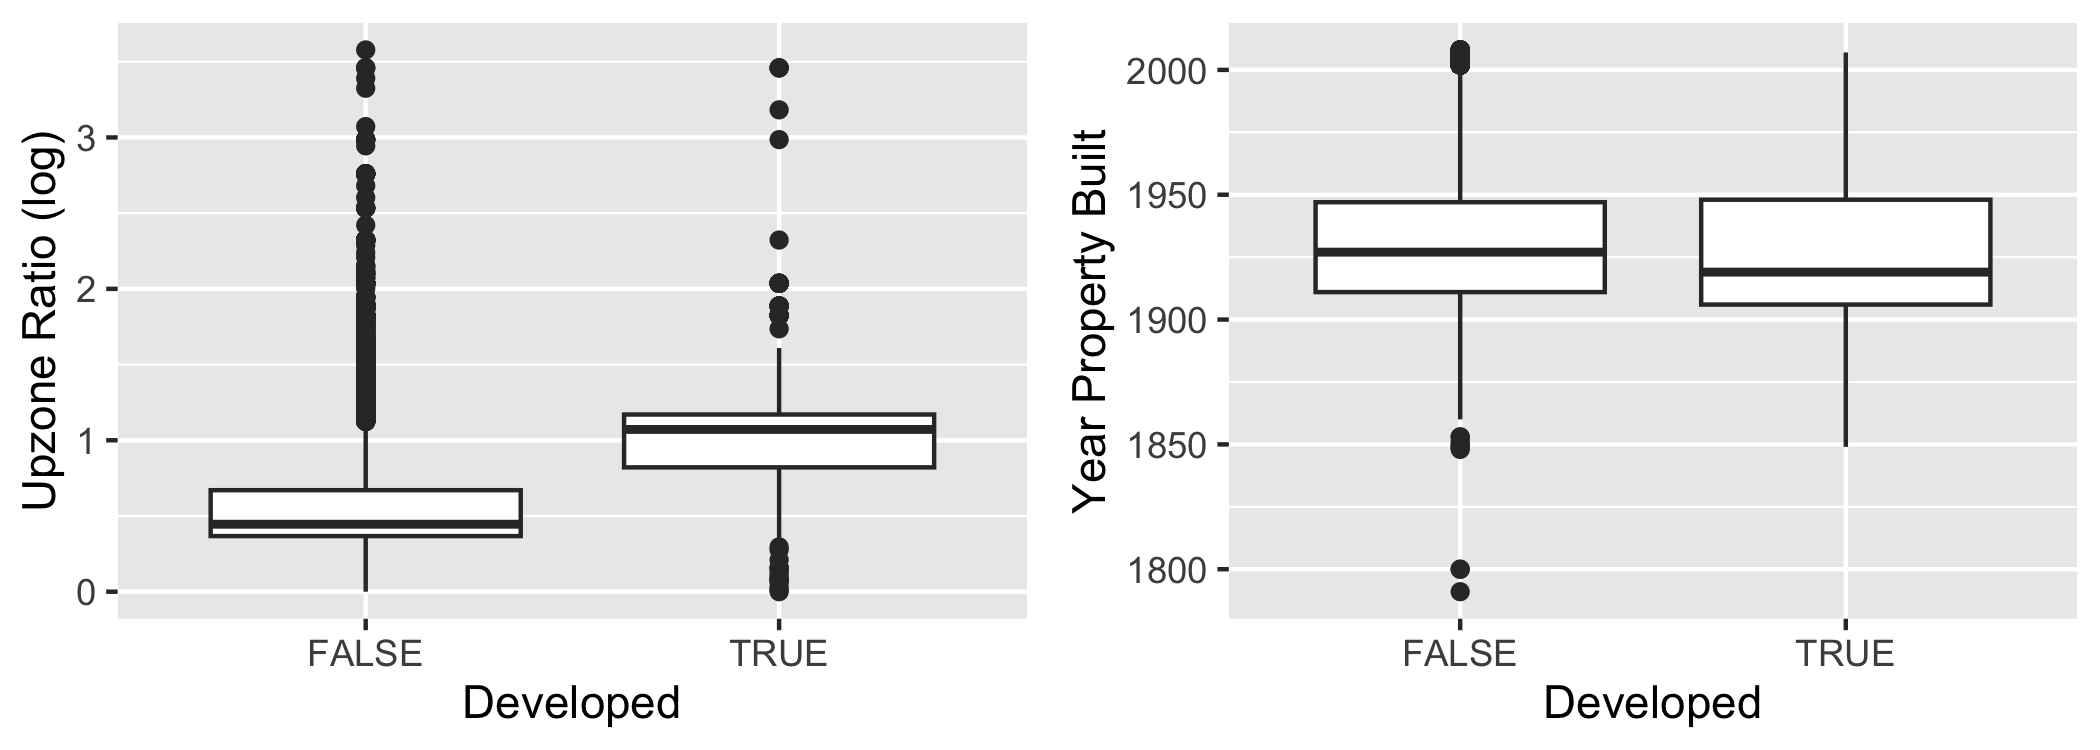 Upzone Ratio (log)
3
2
1
0
FALSE TRUE
Developed
Year Property Built
2000
1950
1900
1850
1800
FALSE TRUE
Developed